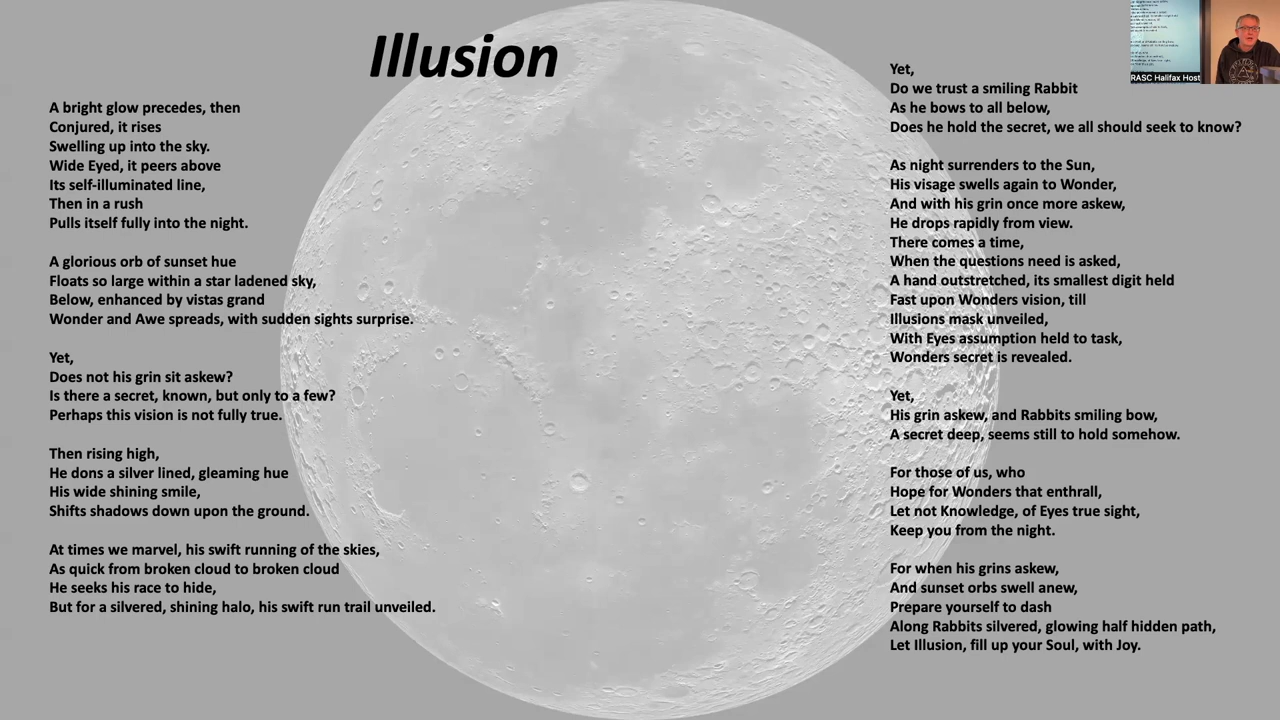 Illusion
A bright glow precedes, then
Conjured, it rises
Swelling up into the sky.
Wide Eyed, it peers above
Its self-illuminated line,
Then in a rush
Pulls itself fully into the night.
A glorious orb of sunset hue
Floats so large within a star ladened sky,
Below, enhanced by vistas grand
Wonder and Awe spreads, with sudden sights surprise.
Yet,
Does not his grin sit askew?
Is there a secret, known, but only to a few?
Perhaps this vision is not fully true.
Then rising high,
He dons a silver lined, gleaming hue
His wide shining smile,
Shifts shadows down upon the ground.
At times we marvel, his swift running of the skies,
As quick from broken cloud to broken cloud
He seeks his race to hide,
But for a silvered, shining halo, his swift run trail unveiled.
Yet,
Do we trust a smiling Rabbit
As he bows to all below,
Does he hold the secret, we all should seek to know?
As night surrenders to the Sun,
His visage swells again to Wonder,
And with his grin once more askew,
He drops rapidly from view.
There comes a time,
When the questions need is asked,
A hand outstretched, its smallest digit held
Fast upon Wonders vision, till
Illusions mask unveiled,
With Eyes assumption held to task,
Wonders secret is revealed.
Yet,
His grin askew, and Rabbits smiling bow,
A secret deep, seems still to hold somehow.
For those of us, who
Hope for Wonders that enthrall,
Let not Knowledge, of Eyes true sight,
Keep you from the night.
For when his grins askew,
And sunset orbs swell anew,
Prepare yourself to dash
Along Rabbits silvered, glowing half hidden path,
Let Illusion, fill up your Soul, with Joy.
RASC Halifax Host